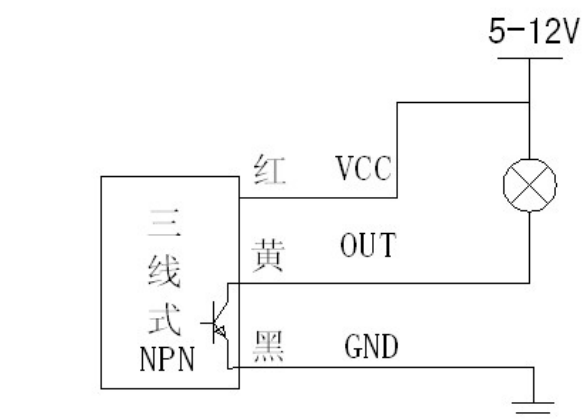 5-12V
红 VCC
黄 OUT
黑 GND
三
线
式
NPN